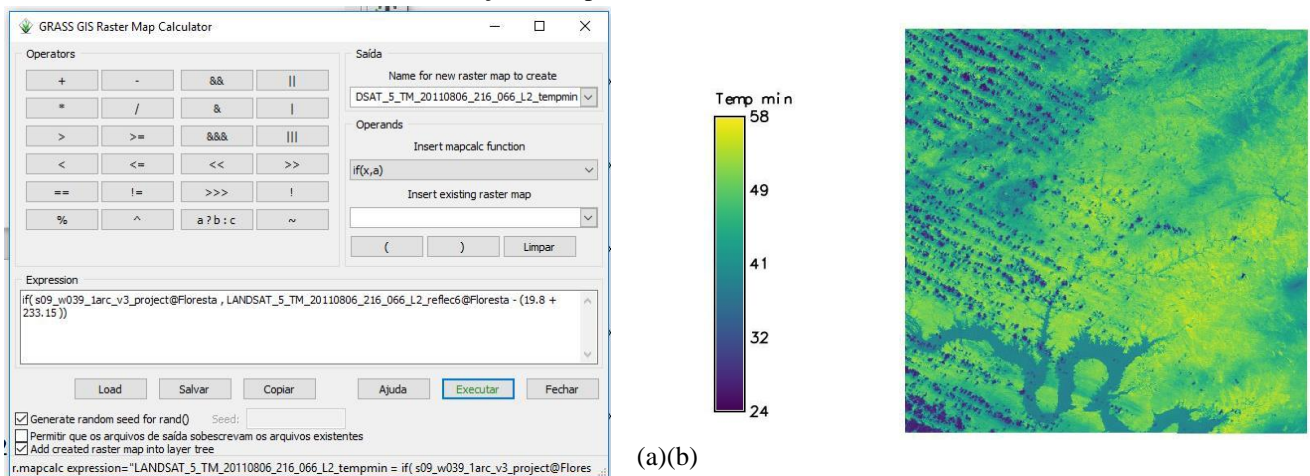 GRASS GIS Raster Map Calculator
Operators
+ - && ||
* / & |
> >= &&& |||
< <= << >>
== != >>> !
% ^ a?b:c ~
Saída
Name for new raster map to create
DSAT_5_TM_20110806_216_066_L2_tempmin
Operands
Insert mapcalc function
if(x,a)
Insert existing raster map
( ) Limpar
Expression
if( s09_w039_1arc_v3_project@Floresta , LANDSAT_5_TM_20110806_216_066_L2_reflec6@Floresta - (19.8 +
233.15 ))
Load Salvar Copiar Ajuda Executar Fechar
Generate random seed for rand() Seed:
Permitir que os arquivos de saída sobescrevam os arquivos existentes
Add created raster map into layer tree
r.mapcalc expression="LANDSAT_5_TM_20110806_216_066_L2_tempmin = if( s09_w039_1arc_v3_project@Flores
Temp min
58
49
41
32
24
(a)(b)